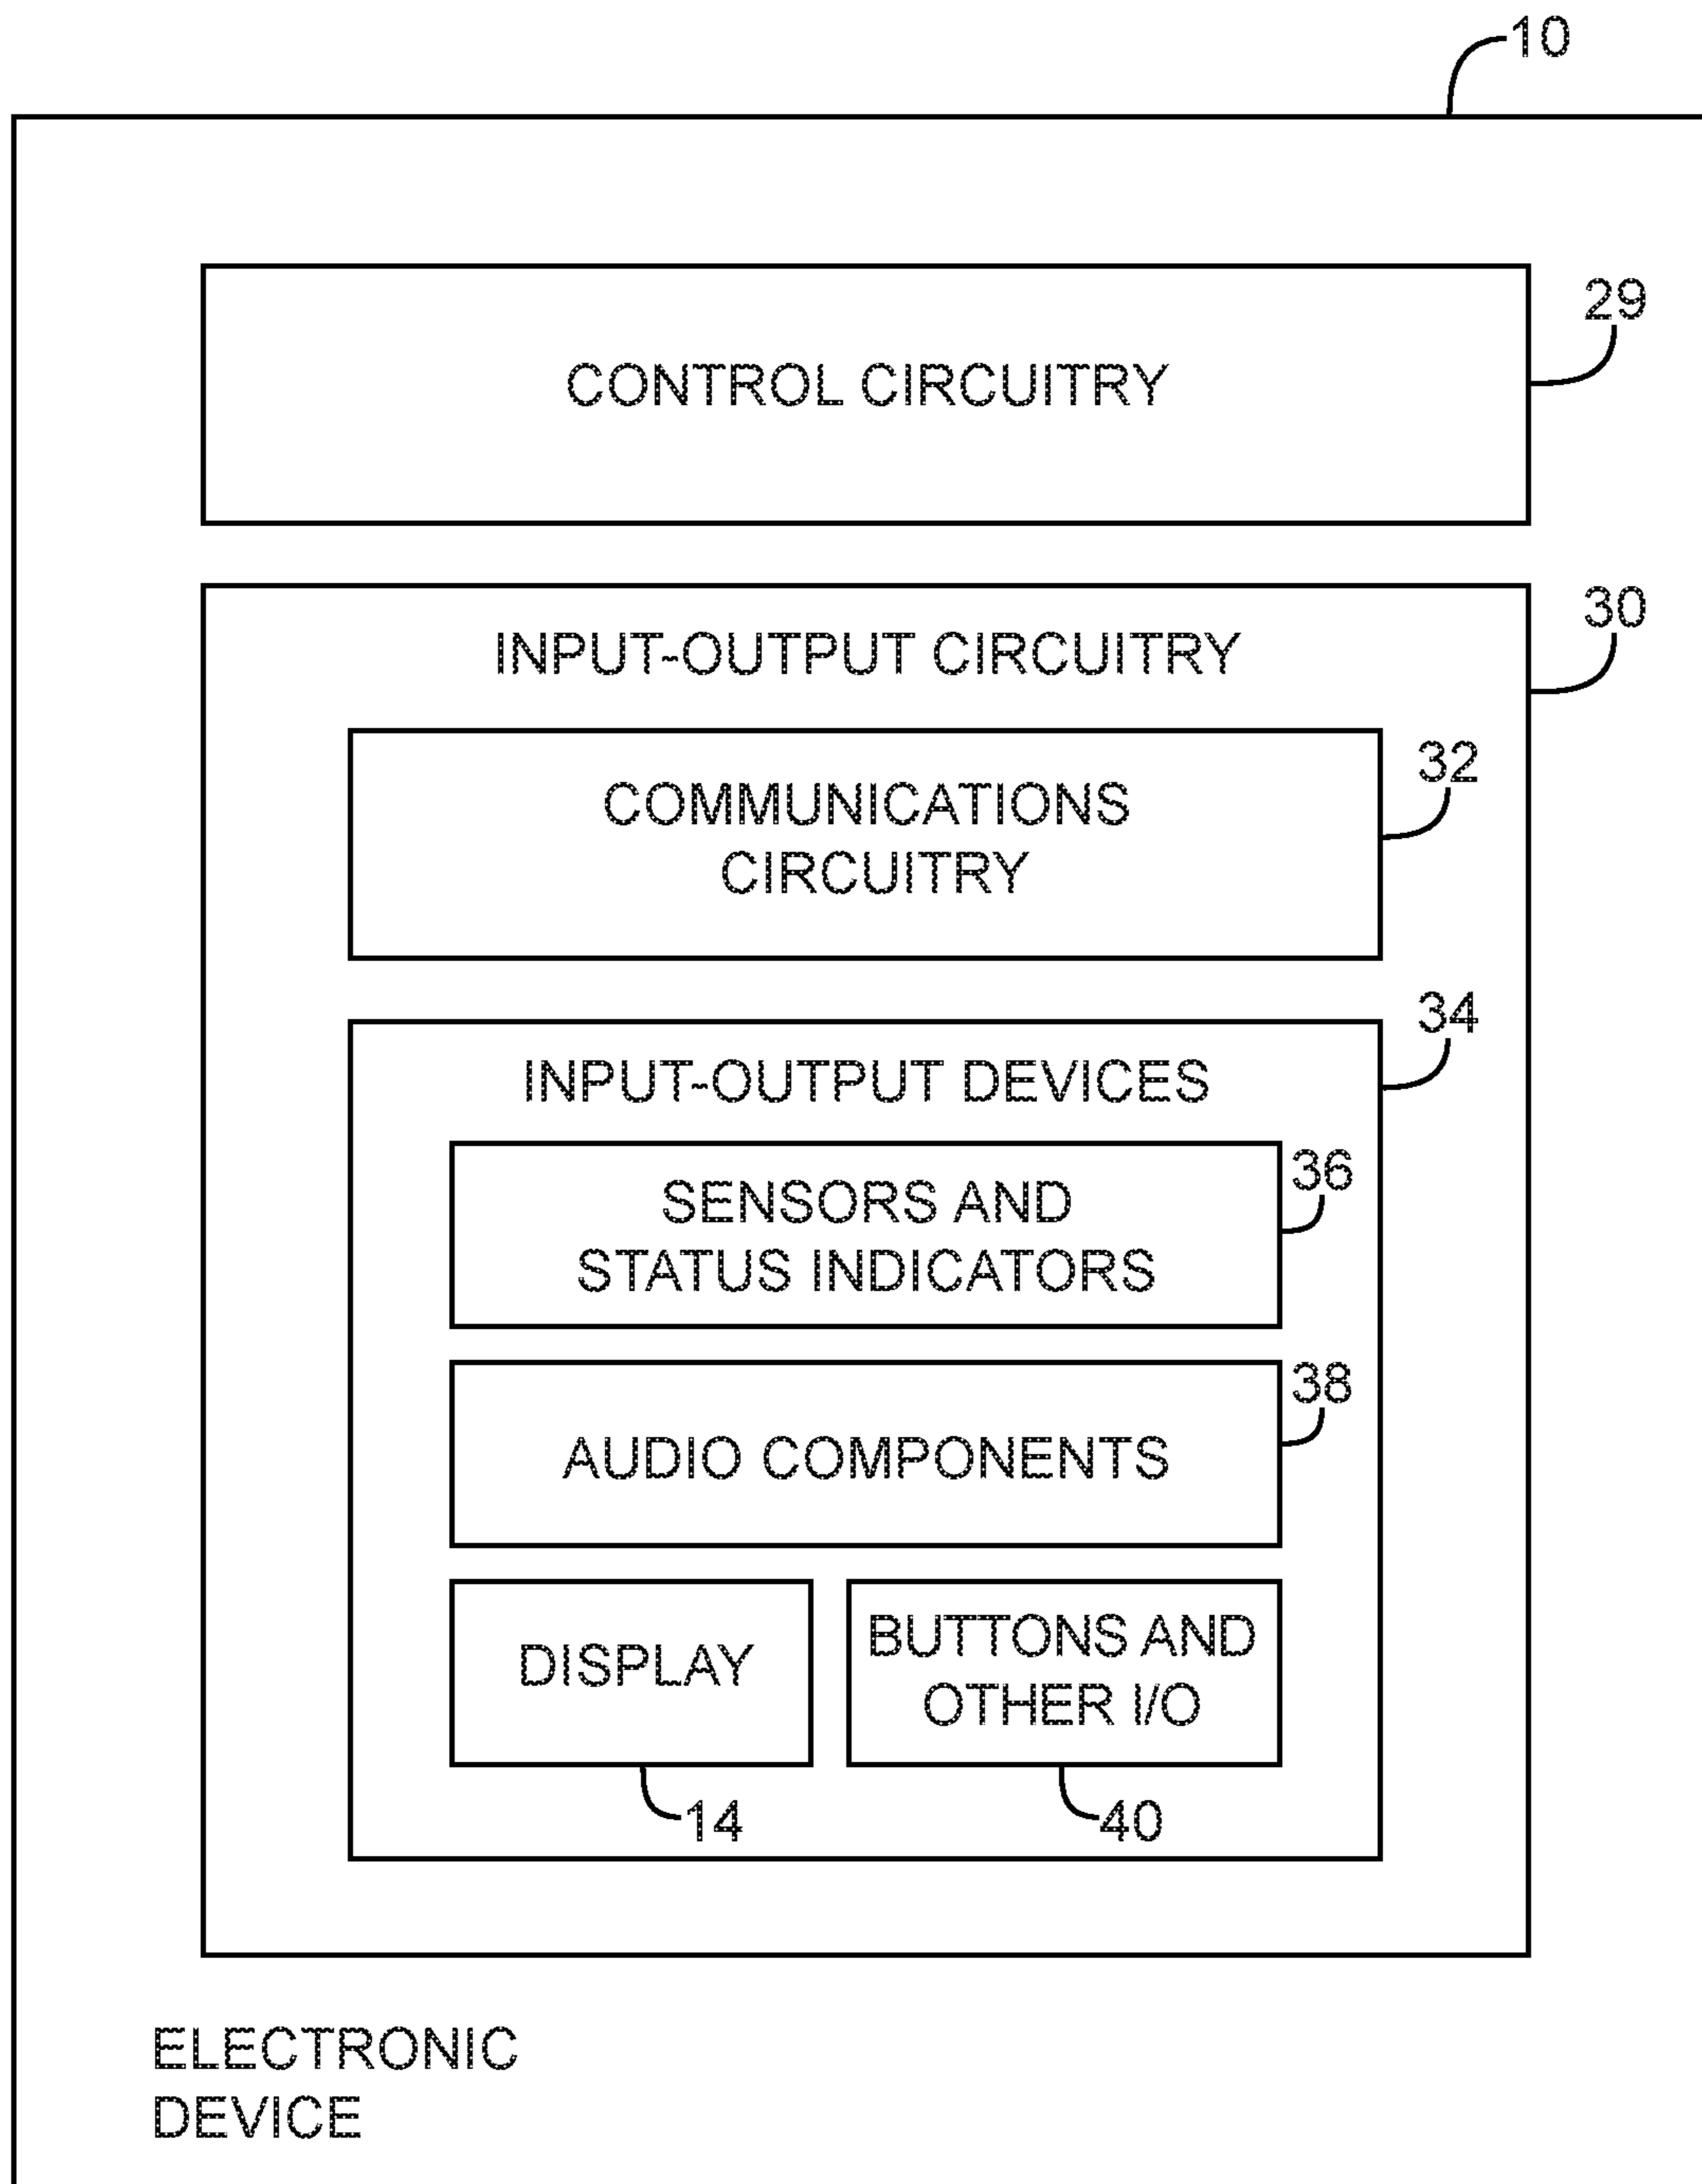 10
CONTROL CIRCUITRY
29
INPUT-OUTPUT CIRCUITRY
30
COMMUNICATIONS
CIRCUITRY
32
INPUT-OUTPUT DEVICES
34
SENSORS AND
STATUS INDICATORS
36
AUDIO COMPONENTS
38
DISPLAY
14
BUTTONS AND
OTHER I/O
40
ELECTRONIC
DEVICE